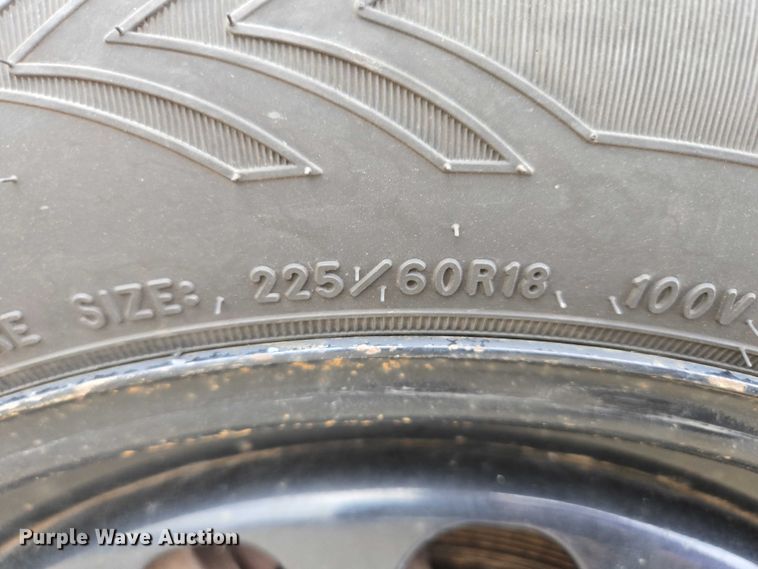 SIZE: 225/60R18 100V
Purple Wave Auction